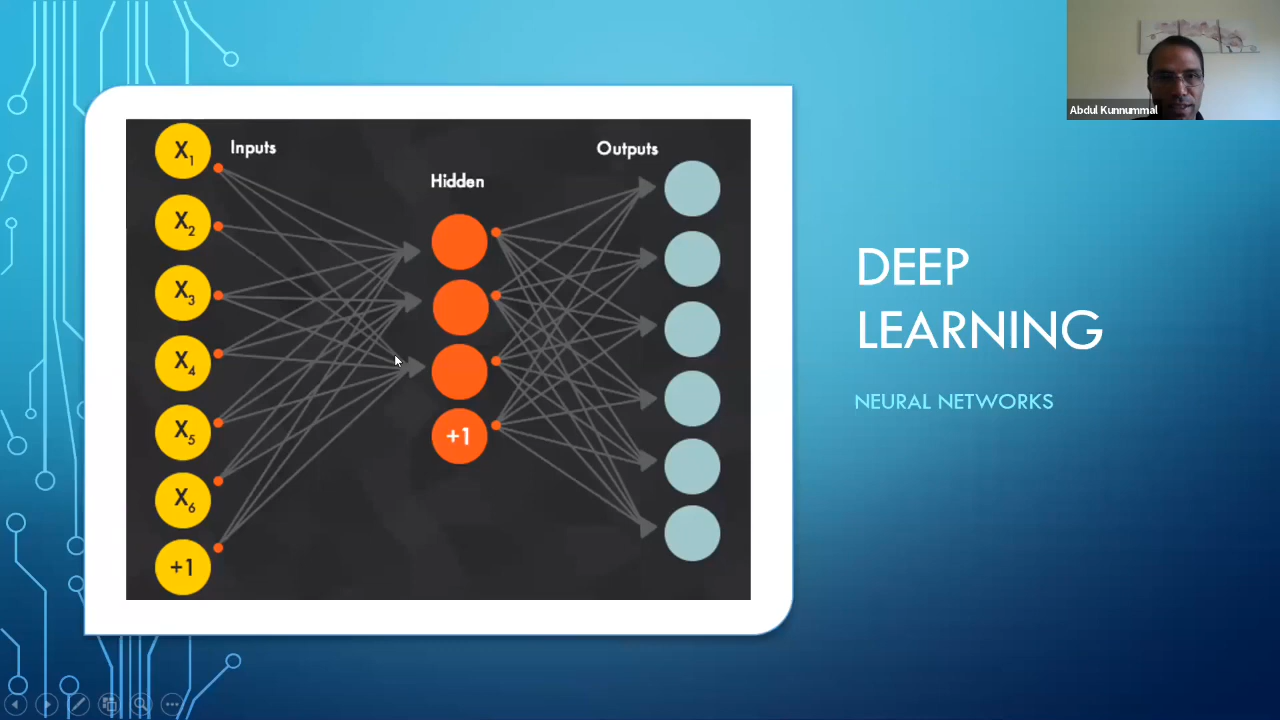 X1
Inputs
Outputs
Hidden
X2
X3
X4
X5
X6
+1
+1
DEEP
LEARNING
NEURAL NETWORKS
Abdul Kunnummal